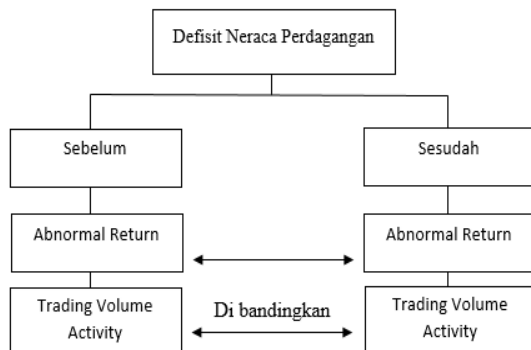 Defisit Neraca Perdagangan
Sebelum
Sesudah
Abnormal Return
Abnormal Return
Trading Volume
Activity
Di bandingkan
Trading Volume
Activity